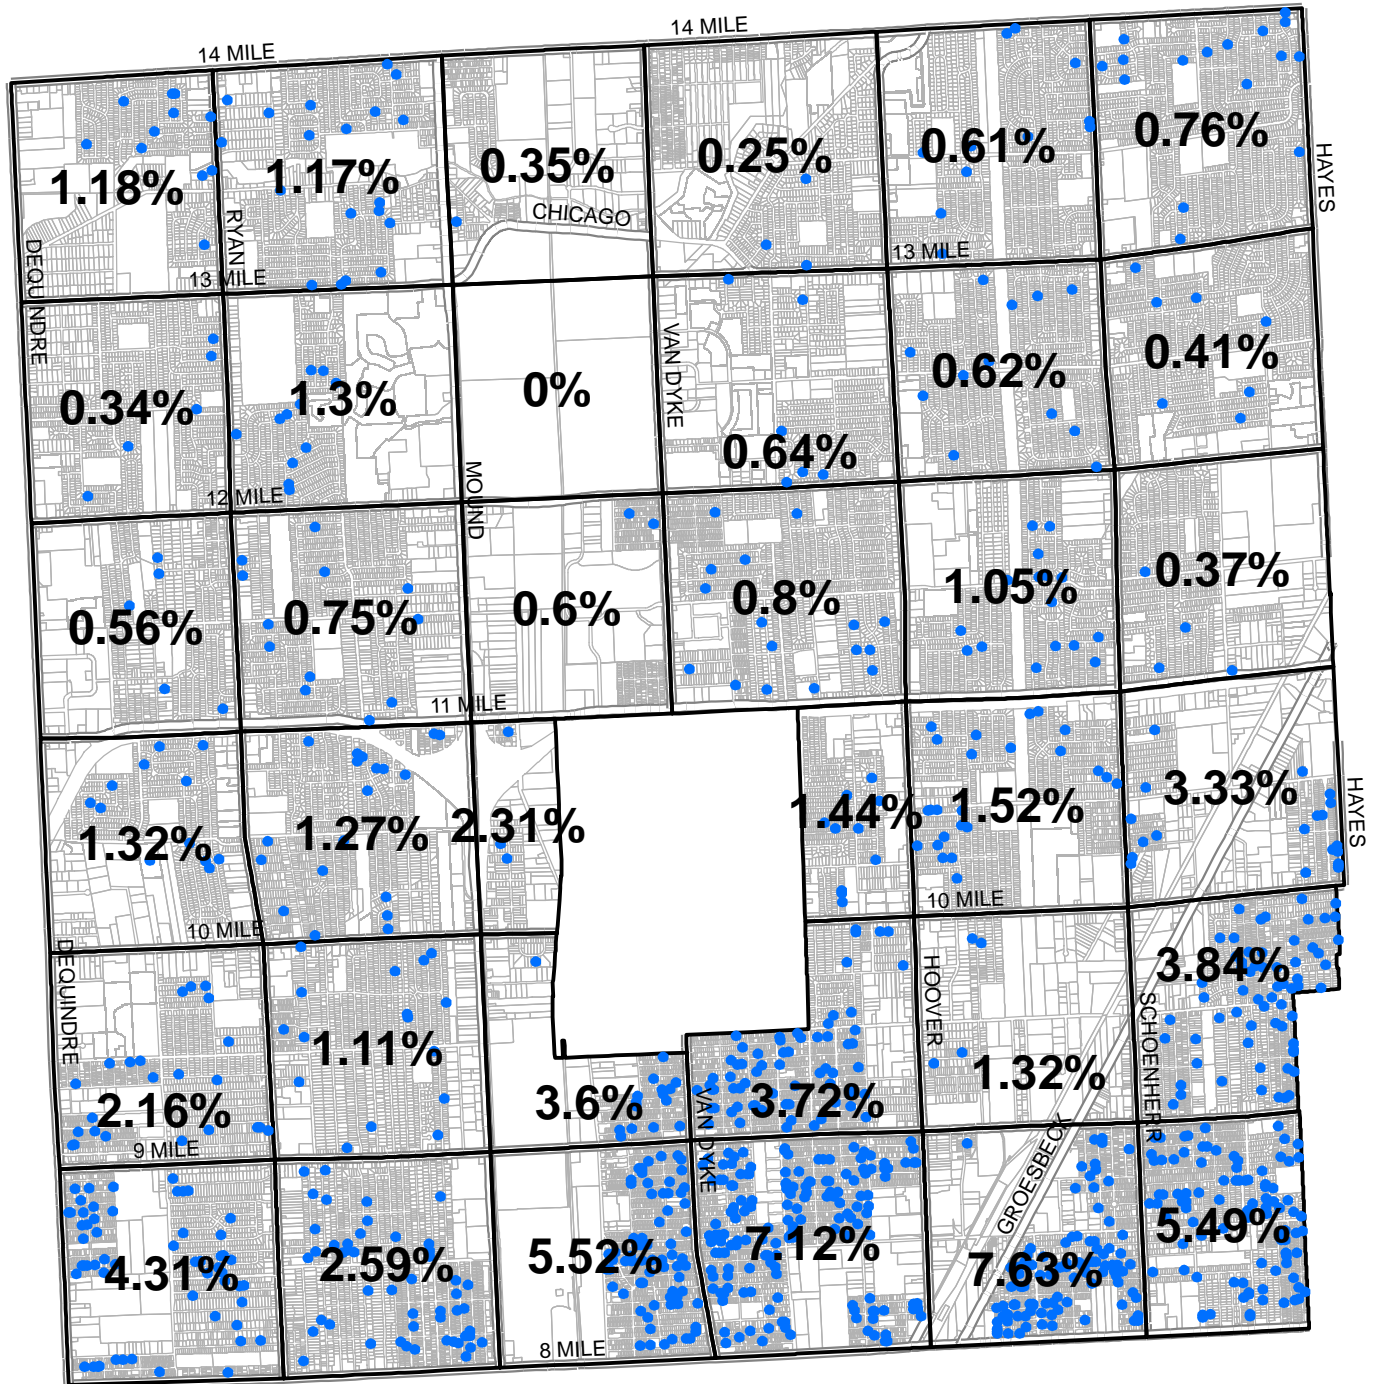 14 MILE
14 MILE
1.18%
1.17%
0.35%
0.25%
0.61%
0.76%
HAYES
DEQUINDRE
RYAN
CHICAGO
13 MILE
13 MILE
0.34%
1.3%
0%
VAN DYKE
0.64%
0.62%
0.41%
12 MILE
MOUND
0.56%
0.75%
0.6%
0.8%
1.05%
0.37%
11 MILE
1.32%
1.27%
2.31%
1.44%
1.52%
3.33%
HAYES
10 MILE
10 MILE
DEQUINDRE
2.16%
1.11%
3.6%
VAN DYKE
3.72%
HOOVER
1.32%
SCHOENHERR
3.84%
9 MILE
4.31%
2.59%
5.52%
7.12%
GROESBECK
7.63%
5.49%
8 MILE